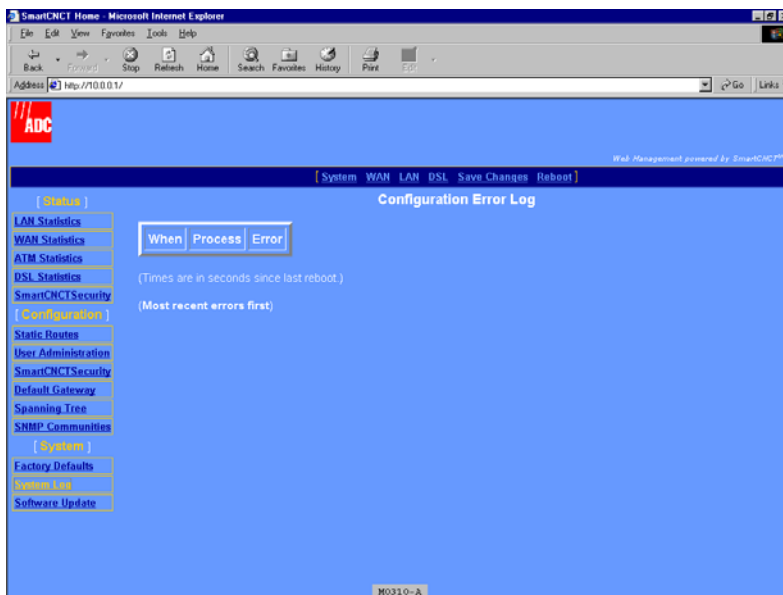 SmartCNCT Home - Microsoft Internet Explorer
File Edit View Favorites Tools Help
Back Forward Stop Refresh Home Search Favorites History Print Edit
Address http://10.0.0.1/ Go Links
ADC
Web Management powered by SmartCNCT
[ System WAN LAN DSL Save Changes Reboot ]
[ Status ]
LAN Statistics
WAN Statistics
ATM Statistics
DSL Statistics
SmartCNCTSecurity
[ Configuration ]
Static Routes
User Administration
SmartCNCTSecurity
Default Gateway
Spanning Tree
SNMP Communities
[ System ]
Factory Defaults
System Log
Software Update
Configuration Error Log
When Process Error
(Times are in seconds since last reboot.)
(Most recent errors first)
M0310-A